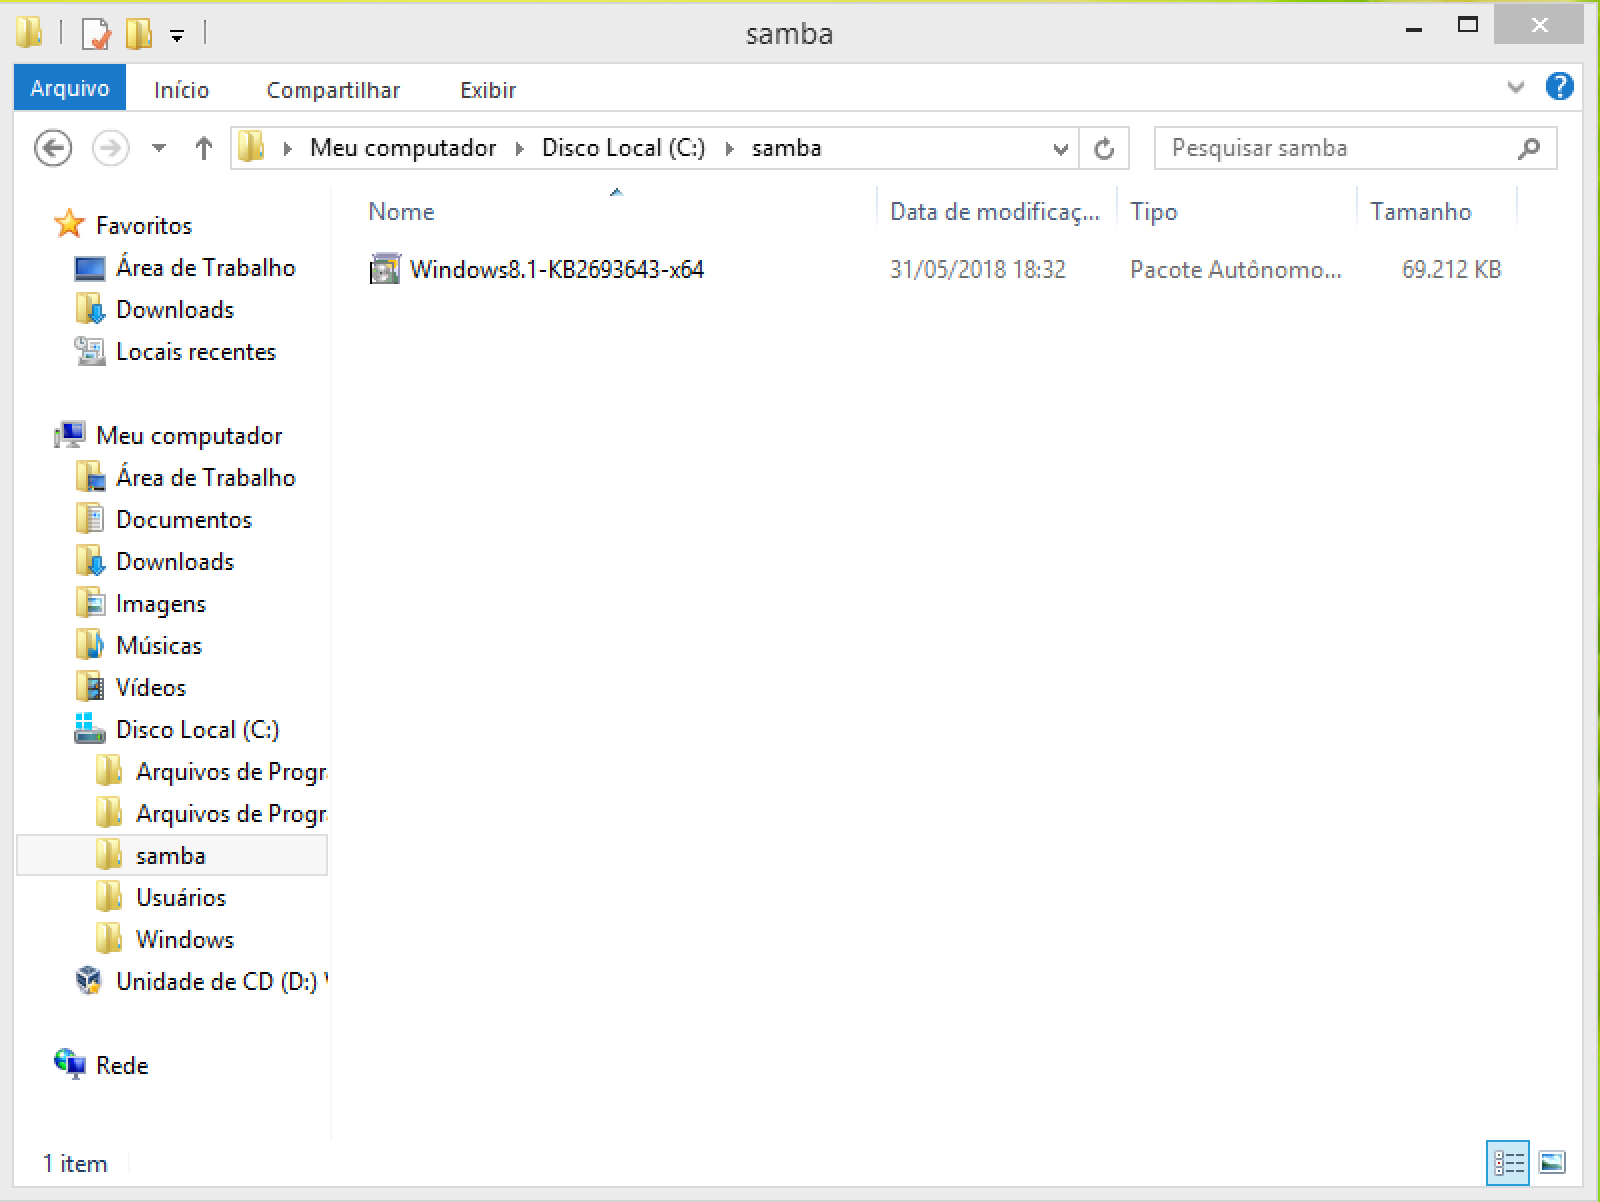 samba
Arquivo Início Compartilhar Exibir
Meu computador Disco Local (C:) samba
Pesquisar samba
Nome Data de modificaç... Tipo Tamanho
Windows8.1-KB2693643-x64 31/05/2018 18:32 Pacote Autônomo... 69.212 KB
Favoritos
Área de Trabalho
Downloads
Locais recentes
Meu computador
Área de Trabalho
Documentos
Downloads
Imagens
Músicas
Vídeos
Disco Local (C:)
Arquivos de Progr
Arquivos de Progr
samba
Usuários
Windows
Unidade de CD (D:)
Rede
1 item